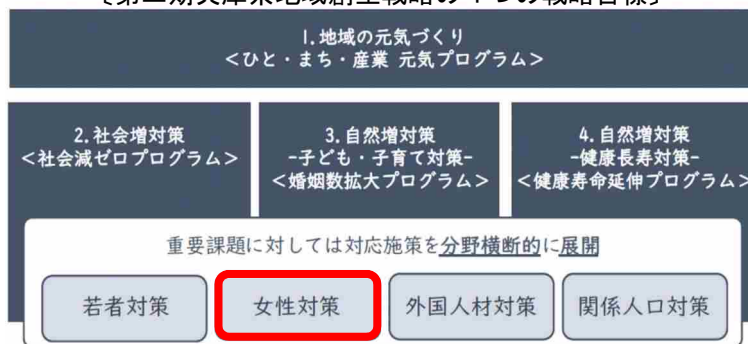 1.地域の元気づくり
<ひと・まち・産業 元気プログラム>
2.社会増対策
<社会減ゼロプログラム>
3.自然増対策
-子ども・子育て対策-
<婚姻数拡大プログラム>
4.自然増対策
-健康長寿対策-
<健康寿命延伸プログラム>
重要課題に対しては対応施策を分野横断的に展開
若者対策
女性対策
外国人材対策
関係人口対策